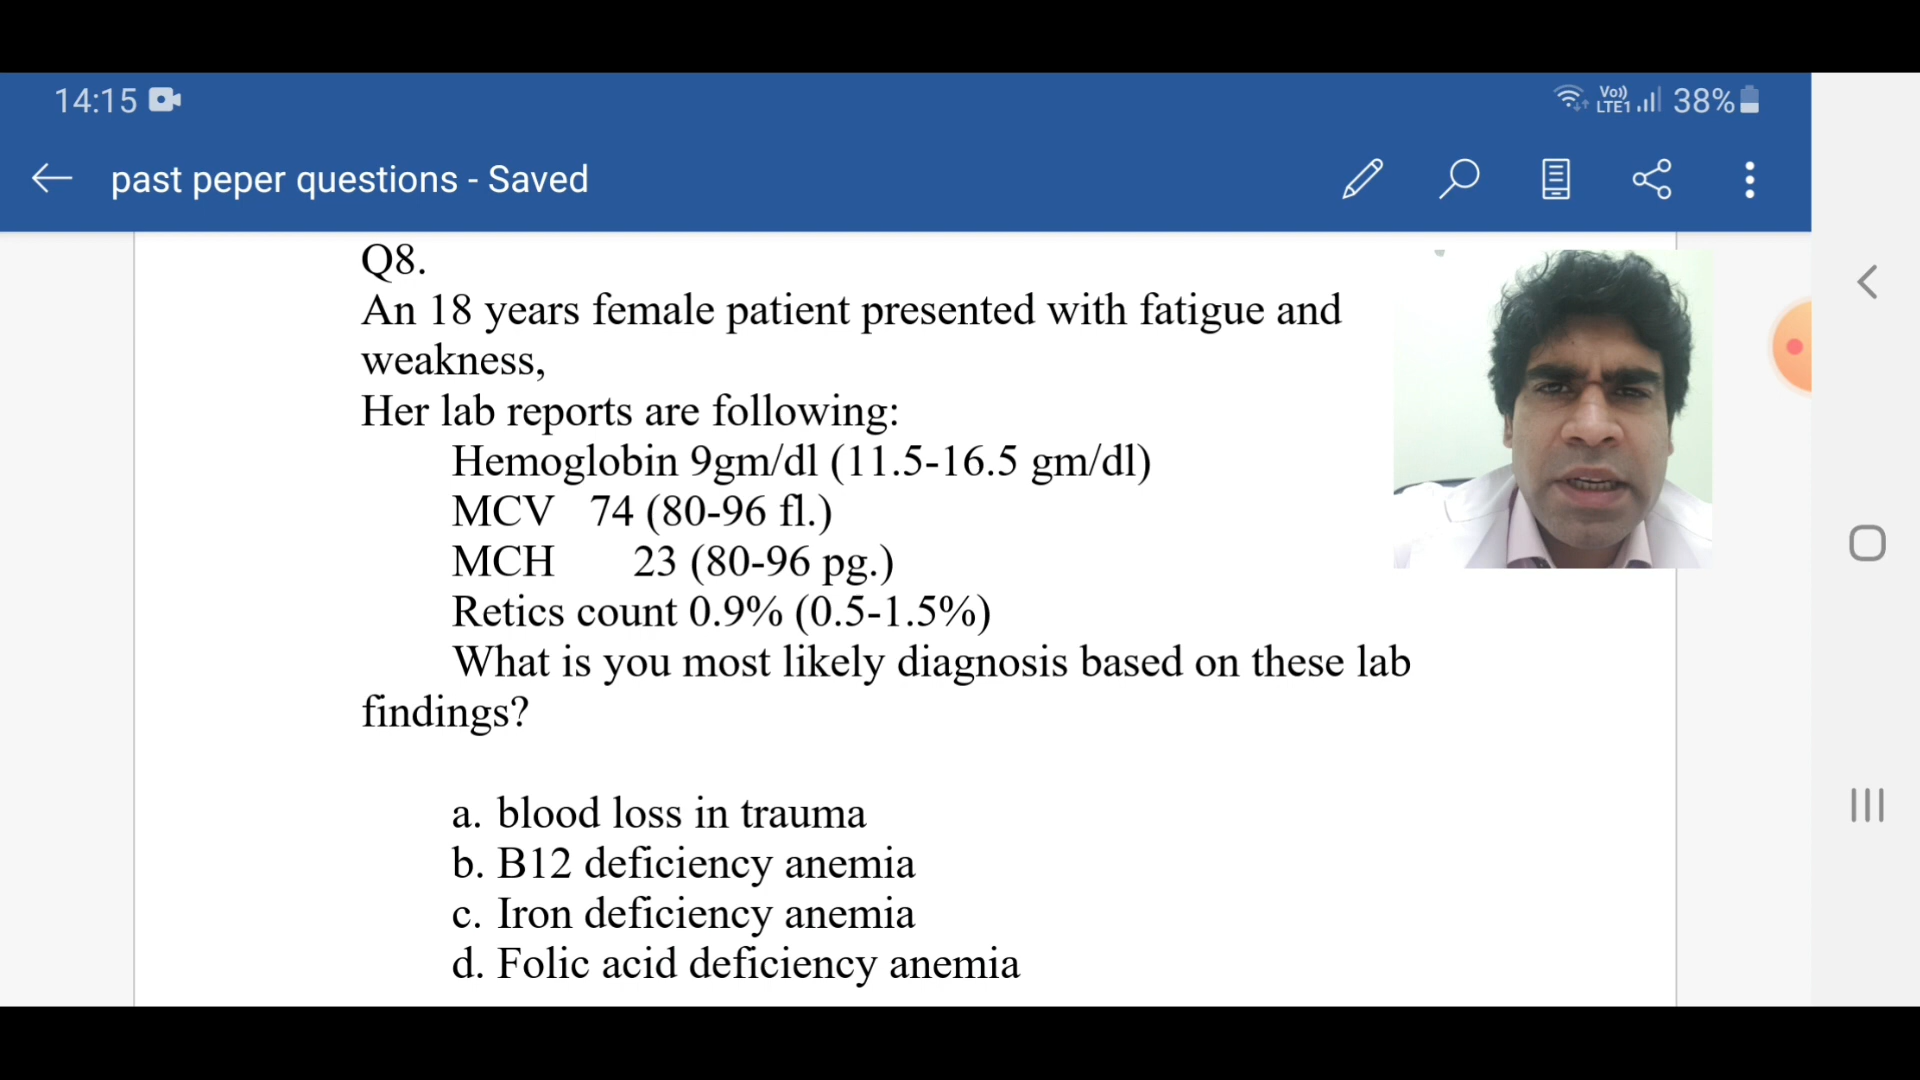 14:15
Vo)) LTE1 38%
past peper questions - Saved
Q8.
An 18 years female patient presented with fatigue and
weakness,
Her lab reports are following:
Hemoglobin 9gm/dl (11.5-16.5 gm/dl)
MCV 74 (80-96 fl.)
MCH 23 (80-96 pg.)
Retics count 0.9% (0.5-1.5%)
What is you most likely diagnosis based on these lab
findings?
a. blood loss in trauma
b. B12 deficiency anemia
c. Iron deficiency anemia
d. Folic acid deficiency anemia